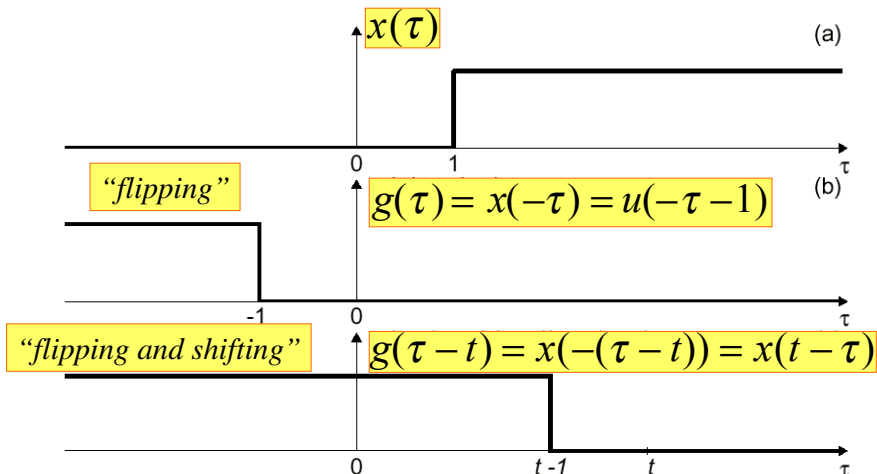 x(τ)
(a)
0 1 τ
“flipping”
g(τ) = x(−τ) = u(−τ −1)
(b)
-1 0 τ
“flipping and shifting”
g(τ − t) = x(−(τ − t)) = x(t − τ)
0 t -1 t τ